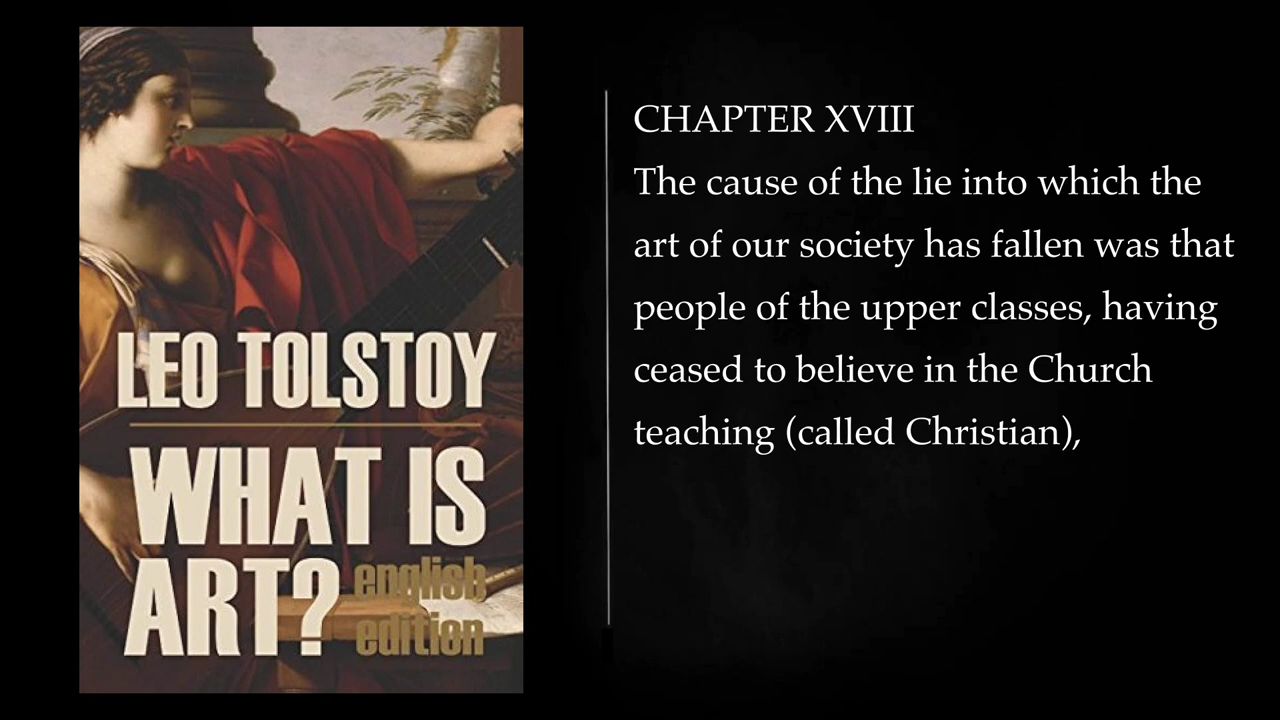 LEO TOLSTOY
WHAT IS
ART? english
edition
CHAPTER XVIII
The cause of the lie into which the
art of our society has fallen was that
people of the upper classes, having
ceased to believe in the Church
teaching (called Christian),